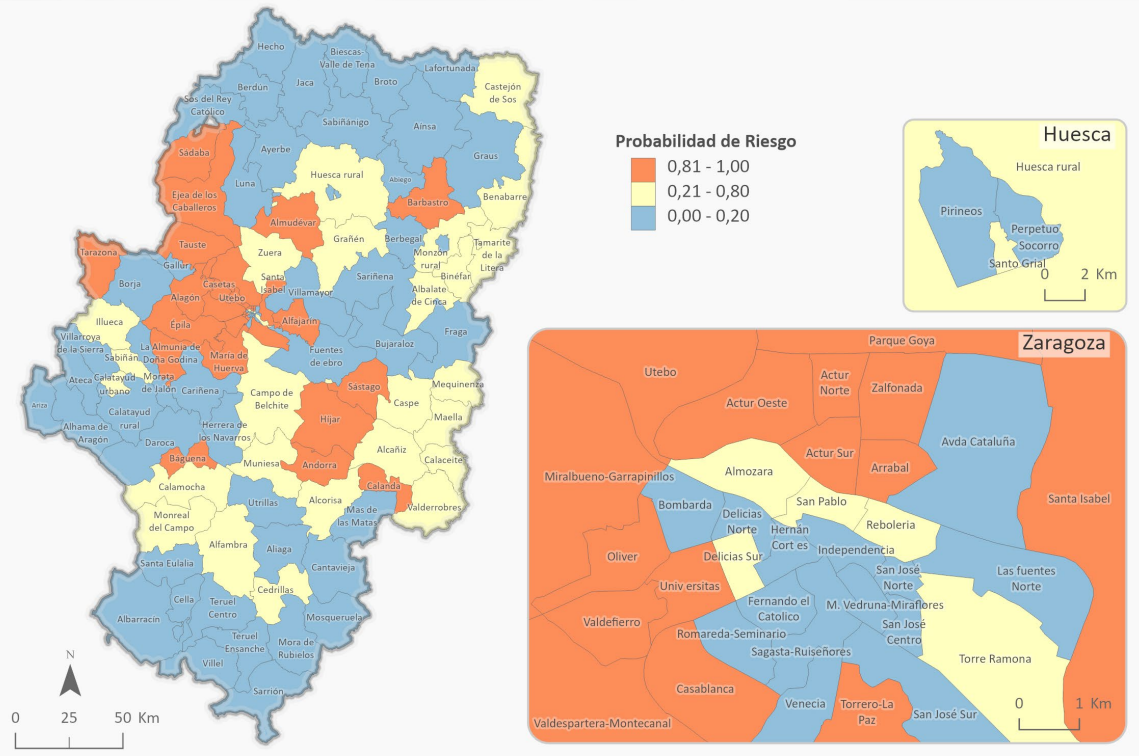 Hecho
Biescas-
Valle de Tena
Lafortunada
Berdún
Jaca
Broto
Castejón
de Sos
Sos del Rey
Católico
Sabiñánigo
Aínsa
Sádaba
Ayerbe
Graus
Huesca rural
Abiego
Luna
Ejea de los
Caballeros
Barbastro
Benabarre
Almudévar
Tauste
Grañén
Berbegal
Tarazona
Zuera
Monzón
rural
Tamarite
de la
Litera
Gallur
Binéfar
Borja
Casetas
Santa
Isabel
Villamayor
Sariñena
Alagón
Utebo
Albalate
de Cinca
Illueca
Épila
Alfajarín
Fraga
Villarroya
de la Sierra
La Almunia de
Doña Godina
Bujaraloz
Sabiñán
María de
Huerva
Fuentes
de ebro
Ateca
Calatayud
urbano
Morata
de Jalón
Cariñena
Campo de
Belchite
Sástago
Mequinenza
Ariza
Calatayud
rural
Caspe
Maella
Alhama de
Aragón
Herrera de
los Navarros
Híjar
Daroca
Alcañiz
Báguena
Muniesa
Andorra
Calaceite
Calamocha
Utrillas
Alcorisa
Calanda
Monreal
del Campo
Mas de
las Matas
Valderrobres
Alfambra
Aliaga
Santa Eulalia
Cantavieja
Cedrillas
Cella
Teruel
Centro
Albarracin
Mosqueruela
Teruel
Ensanche
Mora de
Rubielos
Villel
Sarrión
N
0 25 50 Km
Probabilidad de Riesgo
0,81 - 1,00
0,21 - 0,80
0,00 - 0,20
Huesca
Huesca rural
Pirineos
Perpetuo
Socorro
Santo Grial
0 2 Km
Zaragoza
Parque Goya
Utebo
Actur
Norte
Zalfonada
Actur Oeste
Avda Cataluña
Actur Sur
Arrabal
Miralbueno-Garrapinillos
Almozara
Santa Isabel
Bombarda
San Pablo
Delicias
Norte
Reboleria
Hernán
Cort es
Independencia
Oliver
Delicias Sur
San José
Norte
Las fuentes
Norte
Univ ersitas
Fernando el
Catolico
M. Vedruna-Miraflores
Valdefierro
Romareda-Seminario
San José
Centro
Sagasta-Ruiseñores
Torre Ramona
Casablanca
Venecia
Torrero-La
Paz
San José Sur
Valdespartera-Montecanal
0 1 Km